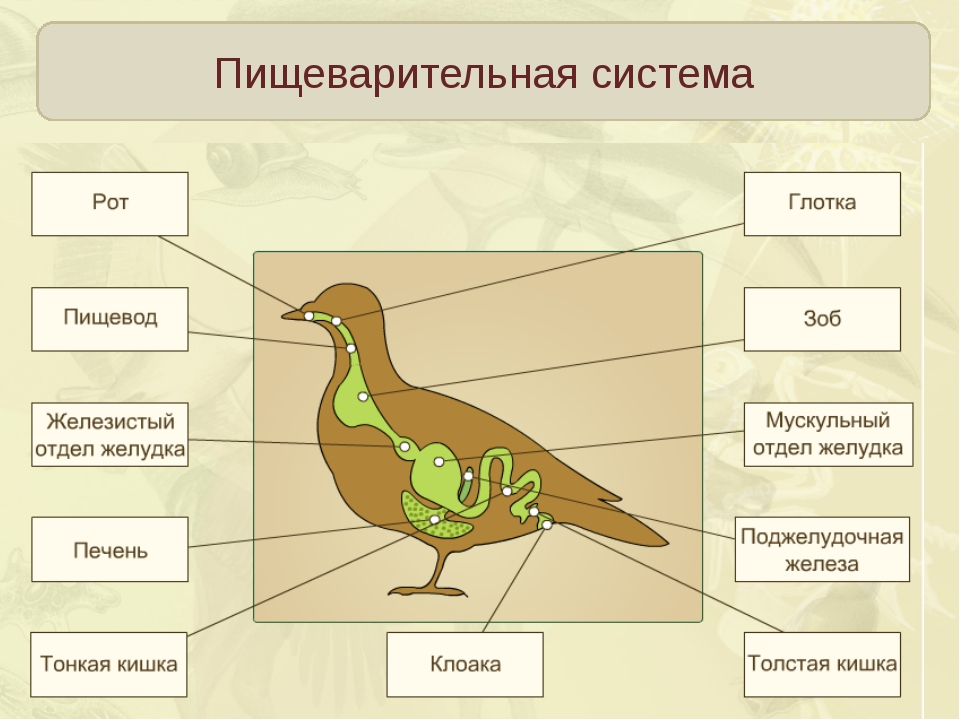 Пищеварительная система
Рот
Глотка
Пищевод
Зоб
Железистый
отдел желудка
Мускульный
отдел желудка
Печень
Поджелудочная
железа
Тонкая кишка
Клоака
Толстая кишка